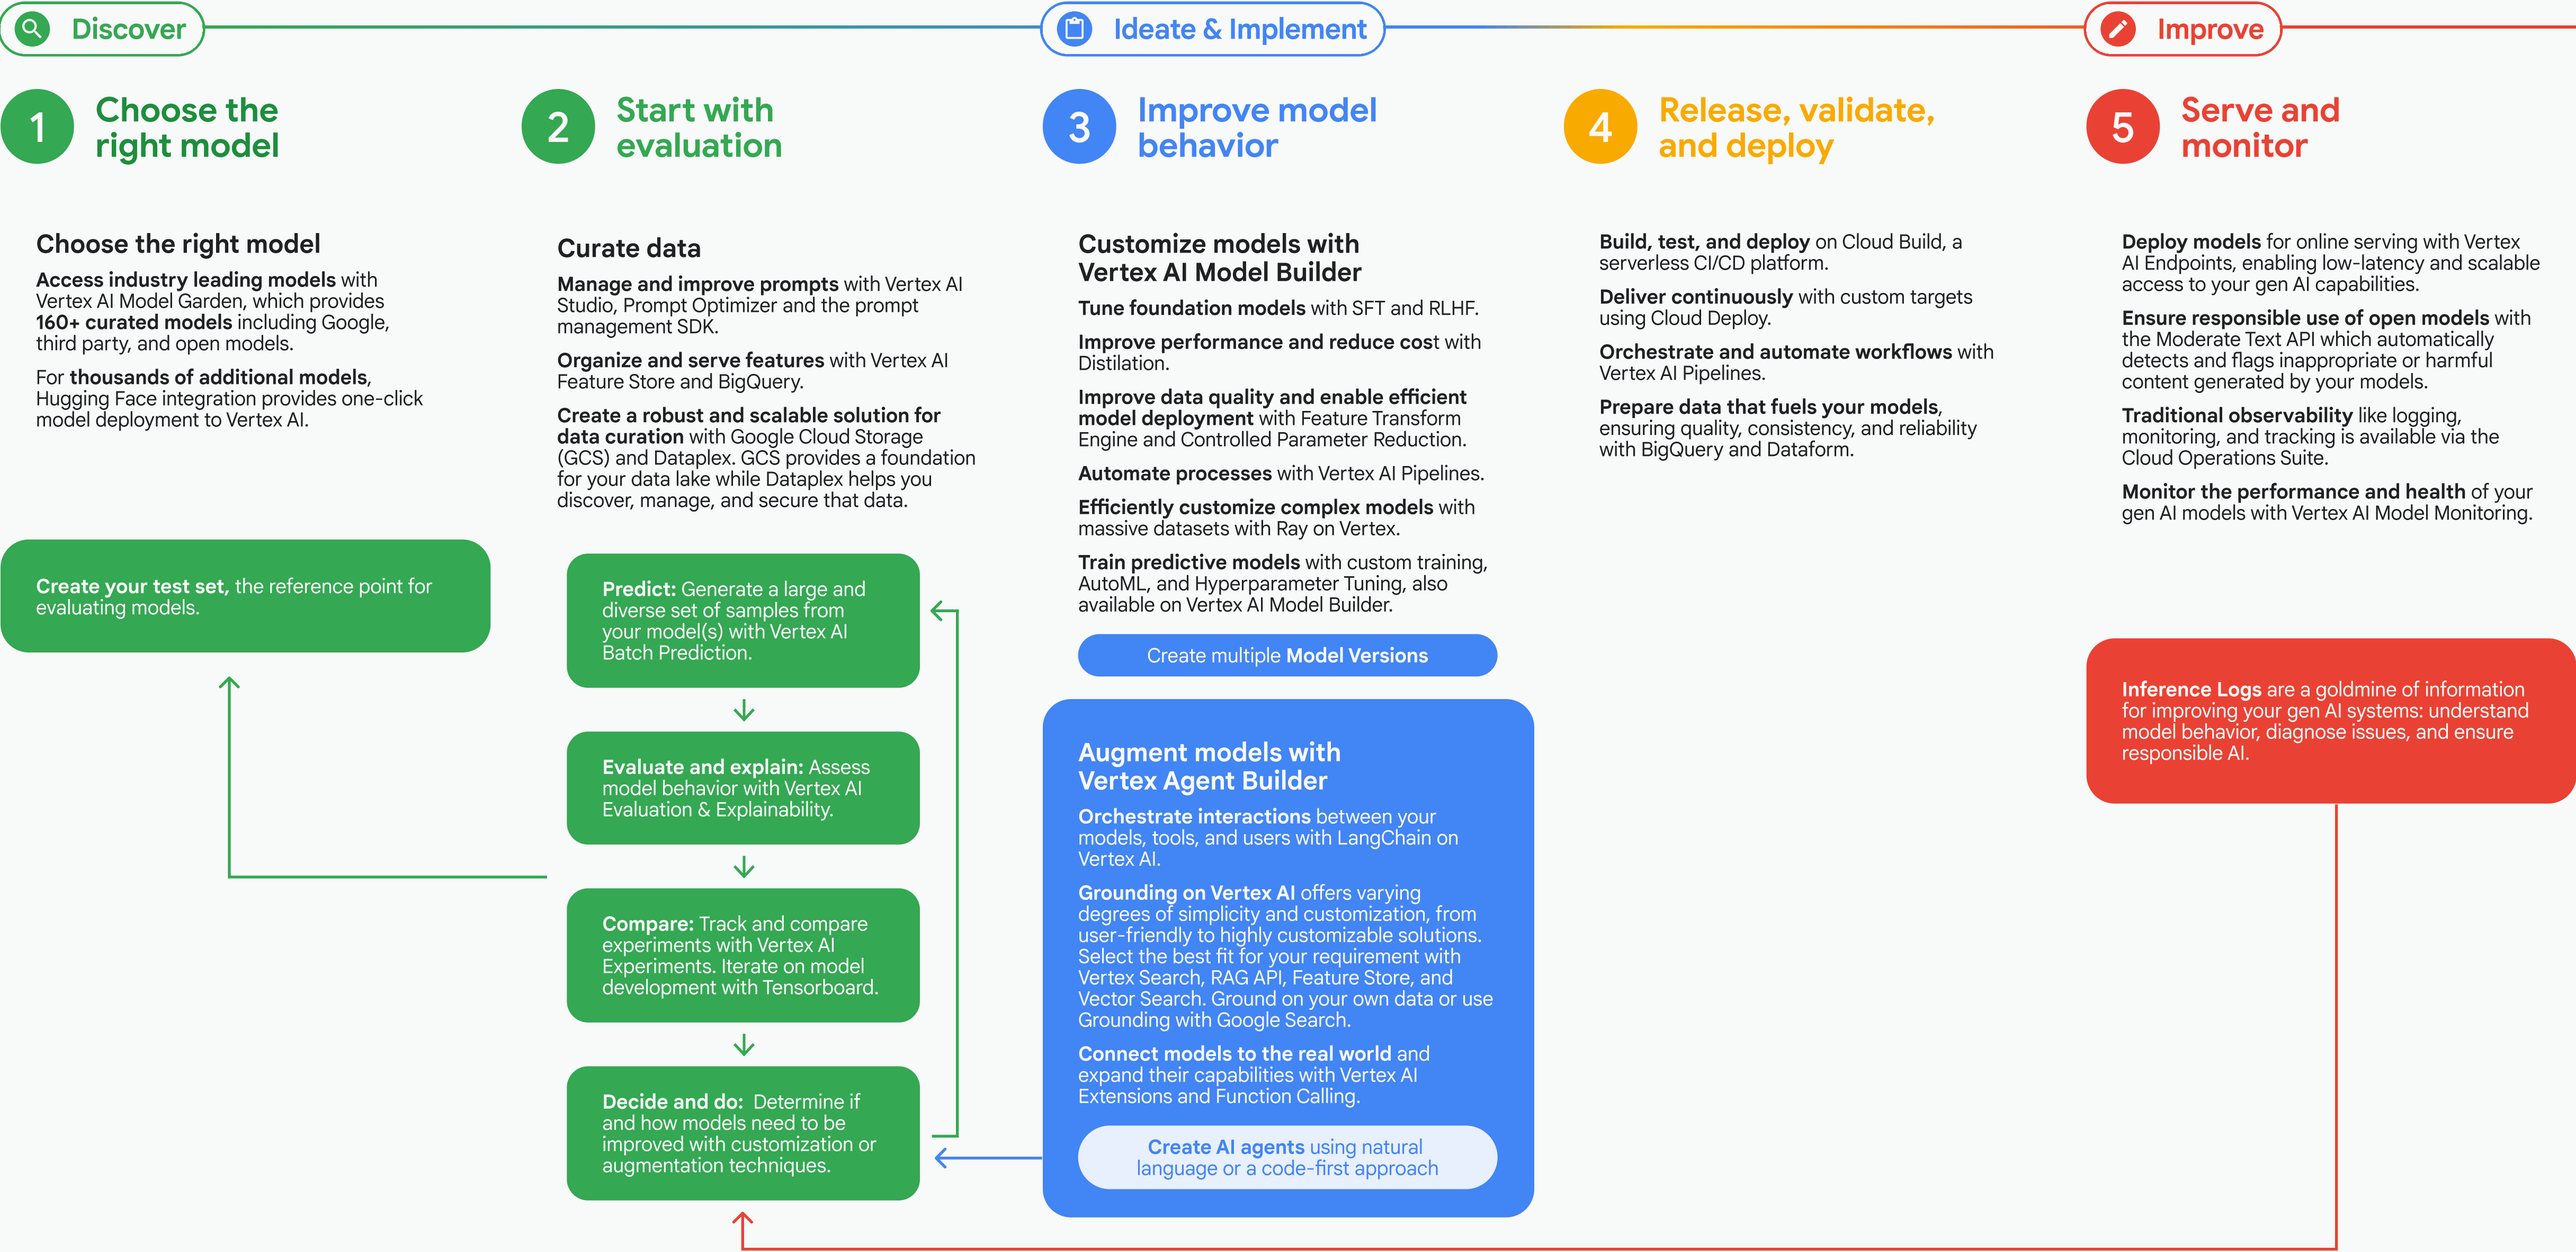 Discover
Ideate & Implement
Improve
1
Choose the
right model
2
Start with
evaluation
3
Improve model
behavior
4
Release, validate,
and deploy
5
Serve and
monitor
Choose the right model
Access industry leading models with
Vertex AI Model Garden, which provides
160+ curated models including Google,
third party, and open models.
For thousands of additional models,
Hugging Face integration provides one-click
model deployment to Vertex AI.
Create your test set, the reference point for
evaluating models.
Curate data
Manage and improve prompts with Vertex AI
Studio, Prompt Optimizer and the prompt
management SDK.
Organize and serve features with Vertex AI
Feature Store and BigQuery.
Create a robust and scalable solution for
data curation with Google Cloud Storage
(GCS) and Dataplex. GCS provides a foundation
for your data lake while Dataplex helps you
discover, manage, and secure that data.
Predict: Generate a large and
diverse set of samples from
your model(s) with Vertex AI
Batch Prediction.
Evaluate and explain: Assess
model behavior with Vertex AI
Evaluation & Explainability.
Compare: Track and compare
experiments with Vertex AI
Experiments. Iterate on model
development with Tensorboard.
Decide and do: Determine if
and how models need to be
improved with customization or
augmentation techniques.
Customize models with
Vertex AI Model Builder
Tune foundation models with SFT and RLHF.
Improve performance and reduce cost with
Distilation.
Improve data quality and enable efficient
model deployment with Feature Transform
Engine and Controlled Parameter Reduction.
Automate processes with Vertex AI Pipelines.
Efficiently customize complex models with
massive datasets with Ray on Vertex.
Train predictive models with custom training,
AutoML, and Hyperparameter Tuning, also
available on Vertex AI Model Builder.
Create multiple Model Versions
Augment models with
Vertex Agent Builder
Orchestrate interactions between your
models, tools, and users with LangChain on
Vertex AI.
Grounding on Vertex AI offers varying
degrees of simplicity and customization, from
user-friendly to highly customizable solutions.
Select the best fit for your requirement with
Vertex Search, RAG API, Feature Store, and
Vector Search. Ground on your own data or use
Grounding with Google Search.
Connect models to the real world and
expand their capabilities with Vertex AI
Extensions and Function Calling.
Create AI agents using natural
language or a code-first approach
Build, test, and deploy on Cloud Build, a
serverless CI/CD platform.
Deliver continuously with custom targets
using Cloud Deploy.
Orchestrate and automate workflows with
Vertex AI Pipelines.
Prepare data that fuels your models,
ensuring quality, consistency, and reliability
with BigQuery and Dataform.
Deploy models for online serving with Vertex
AI Endpoints, enabling low-latency and scalable
access to your gen AI capabilities.
Ensure responsible use of open models with
the Moderate Text API which automatically
detects and flags inappropriate or harmful
content generated by your models.
Traditional observability like logging,
monitoring, and tracking is available via the
Cloud Operations Suite.
Monitor the performance and health of your
gen AI models with Vertex AI Model Monitoring.
Inference Logs are a goldmine of information
for improving your gen AI systems: understand
model behavior, diagnose issues, and ensure
responsible AI.